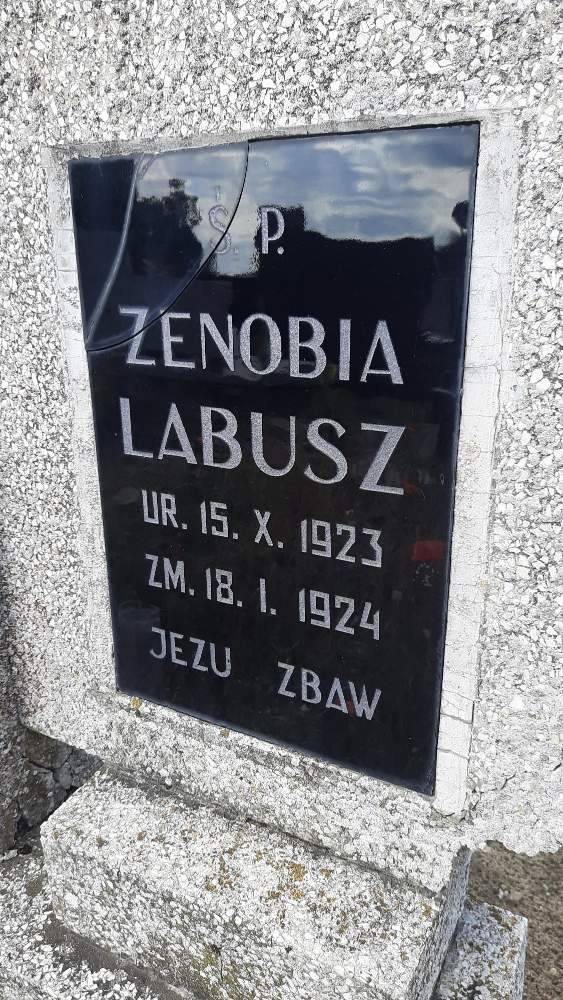 Ś. P.
ZENOBIA
LABUSZ
UR. 15. X. 1923
ZM. 18. I. 1924
JEZU ZBAW